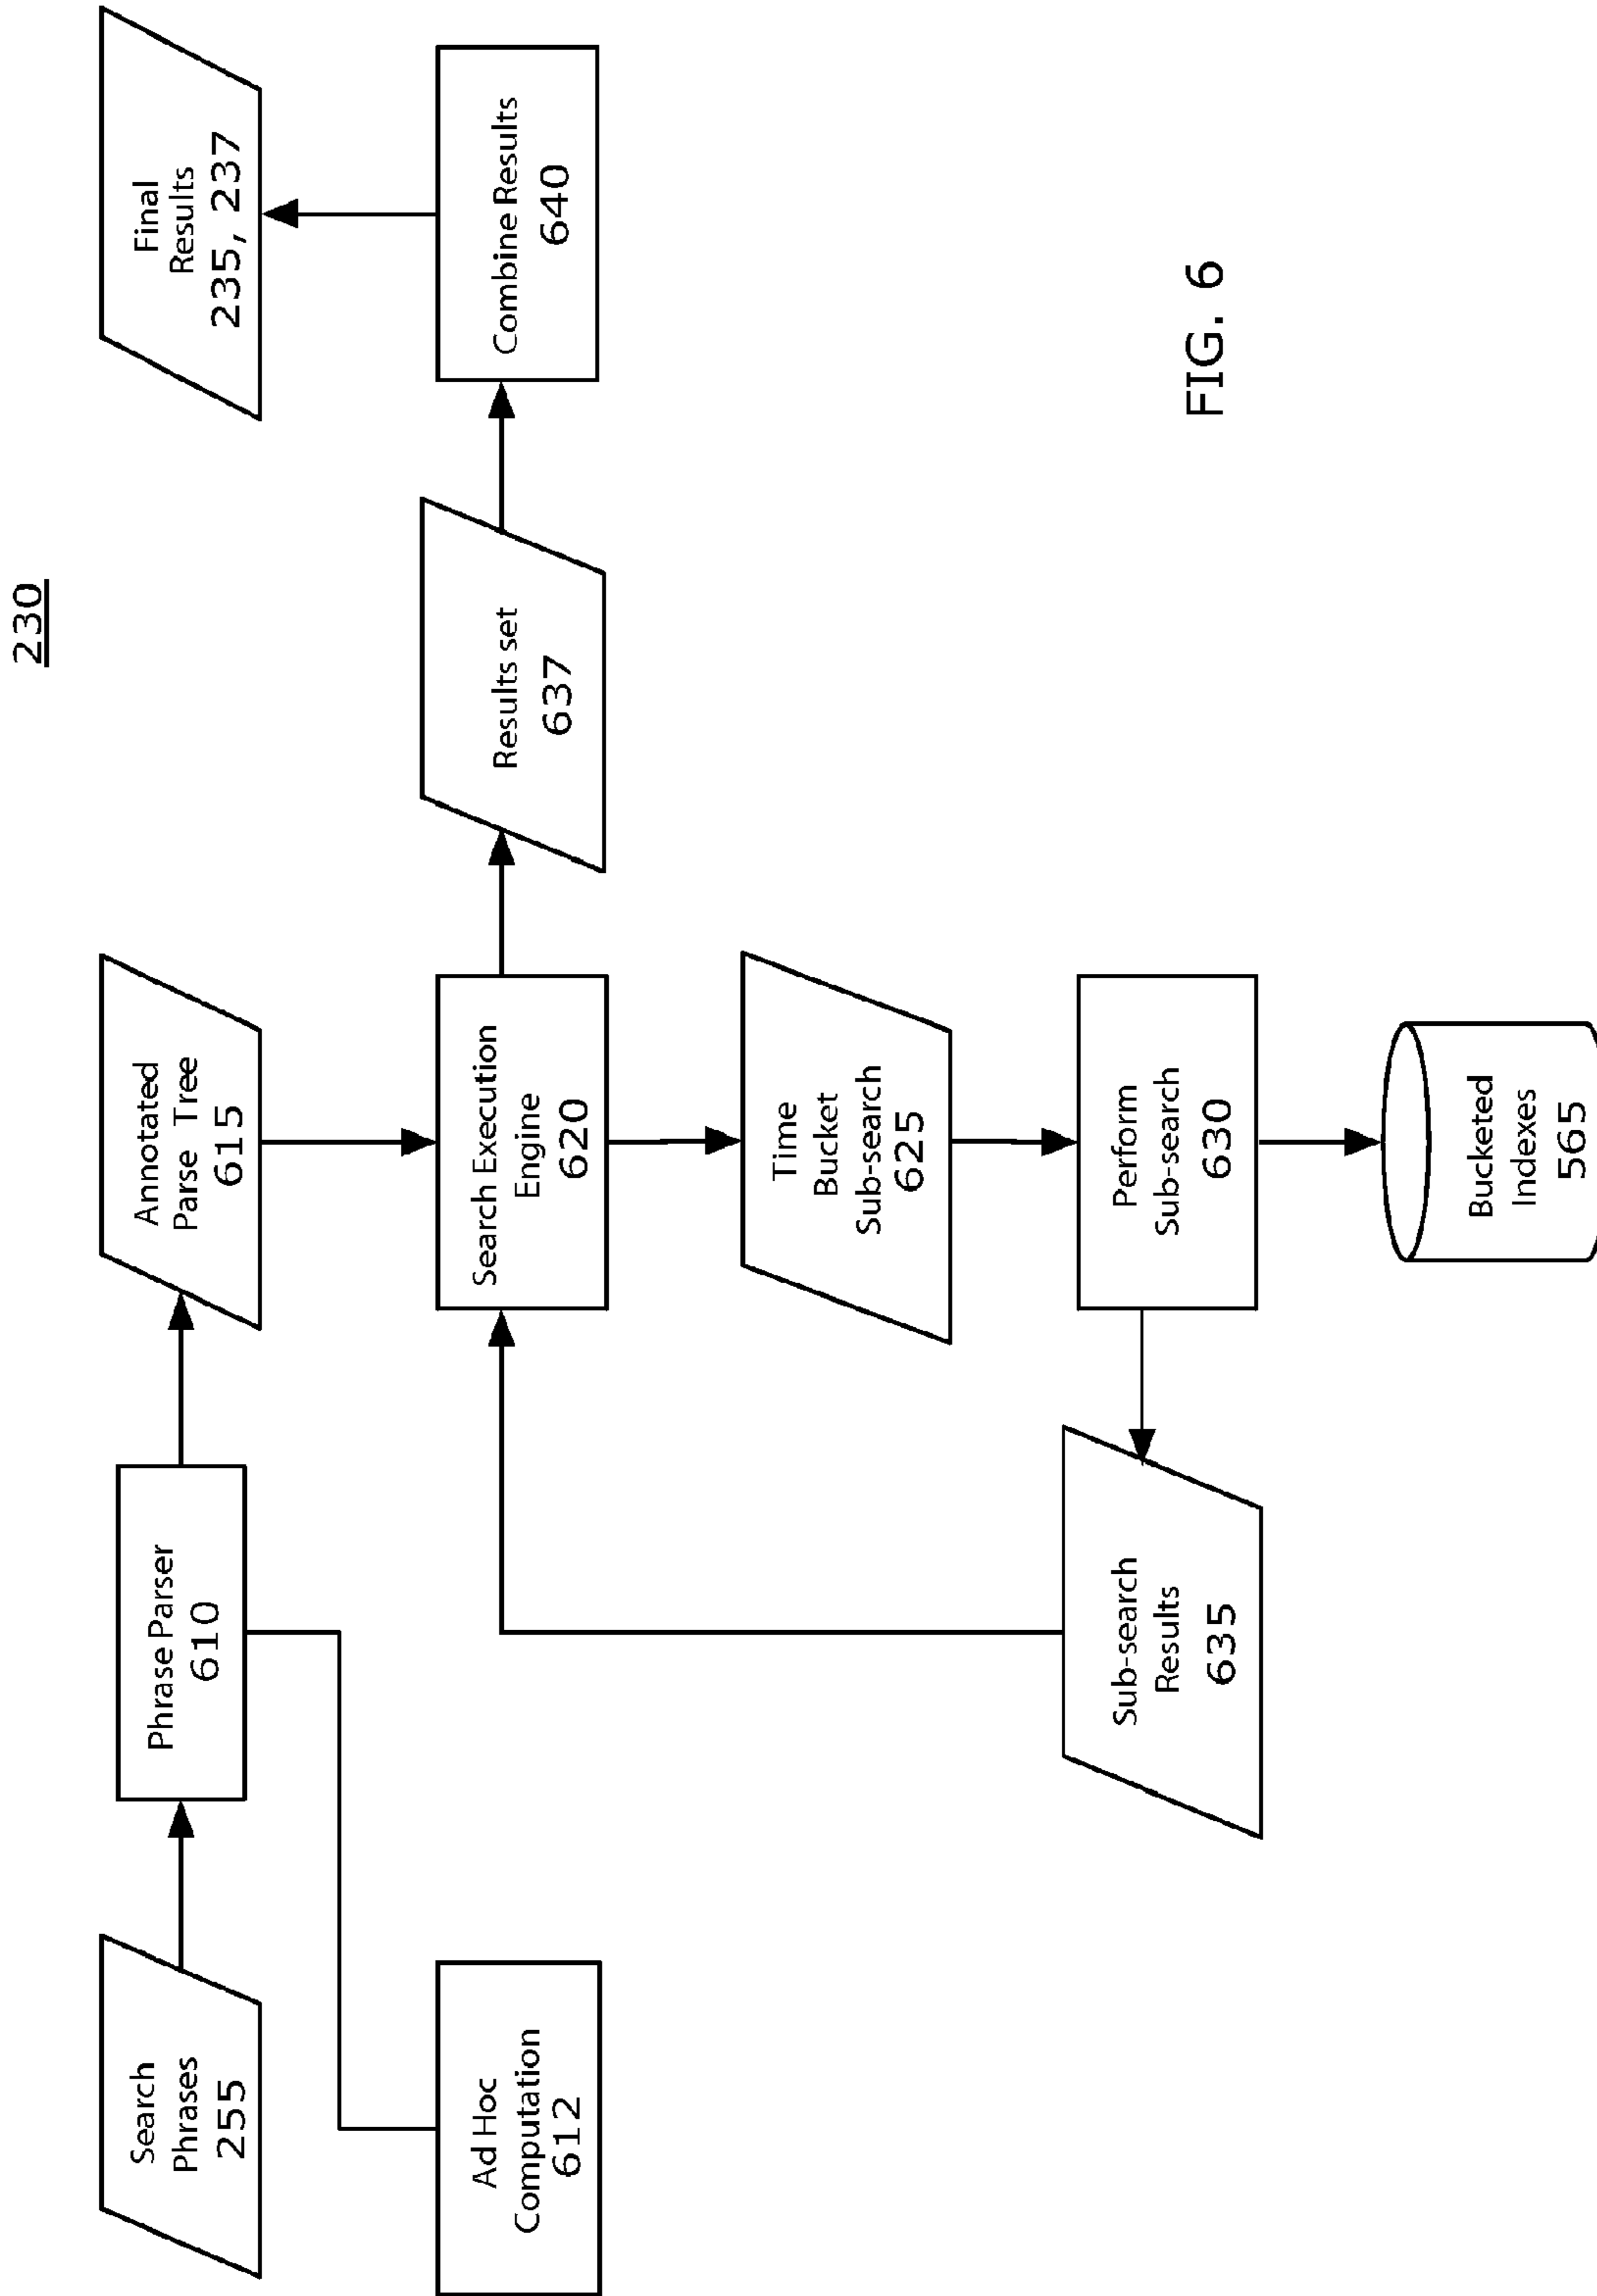 230
Search
Phrases
255
Phrase Parser
610
Annotated
Parse Tree
615
Final
Results
235, 237
Ad Hoc
Computation
612
Search Execution
Engine
620
Results set
637
Combine Results
640
Time
Bucket
Sub-search
625
Sub-search
Results
635
Perform
Sub-search
630
Bucketed
Indexes
565
FIG. 6